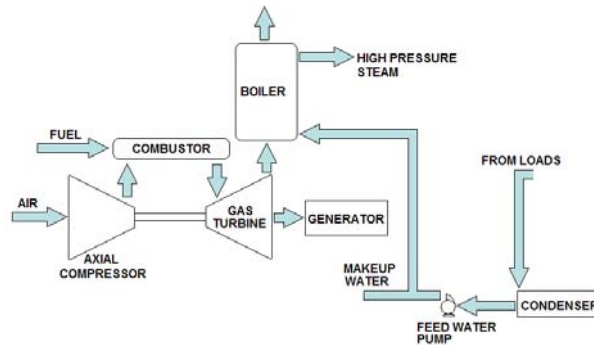 BOILER
HIGH PRESSURE
STEAM
FUEL
COMBUSTOR
FROM LOADS
AIR
GAS
TURBINE
GENERATOR
AXIAL
COMPRESSOR
MAKEUP
WATER
CONDENSER
FEED WATER
PUMP